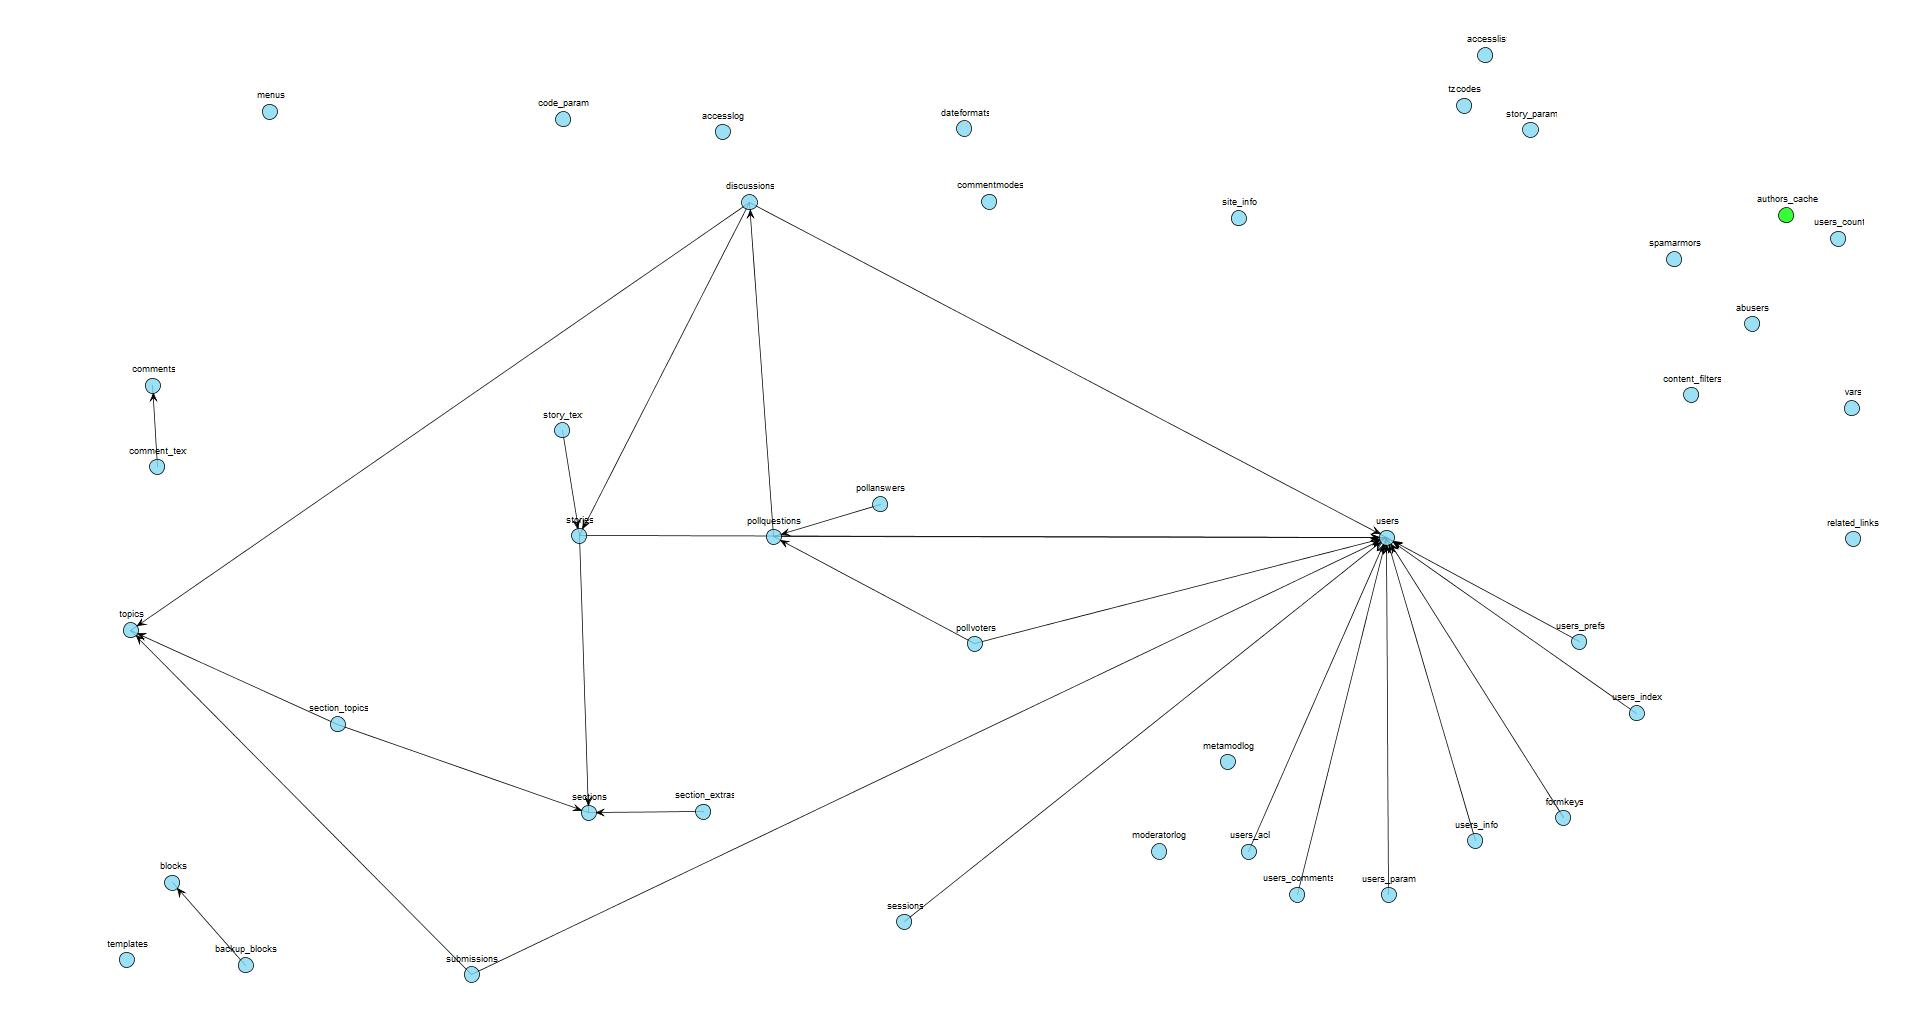 accesslis
tzcodes
menus
code_param
story_param
accesslog
dateformats
discussions
commentmodes
site_info
authors_cache
users_count
spamarmors
abusers
comments
content_filters
vars
story_tex
comment_tex
pollanswers
stories
pollquestions
users
related_links
topics
pollvoters
users_prefs
users_index
section_topics
metamodlog
sections
section_extras
formkeys
users_info
moderatorlog
users_acl
blocks
users_comments
users_param
sessions
templates
backup_blocks
submissions